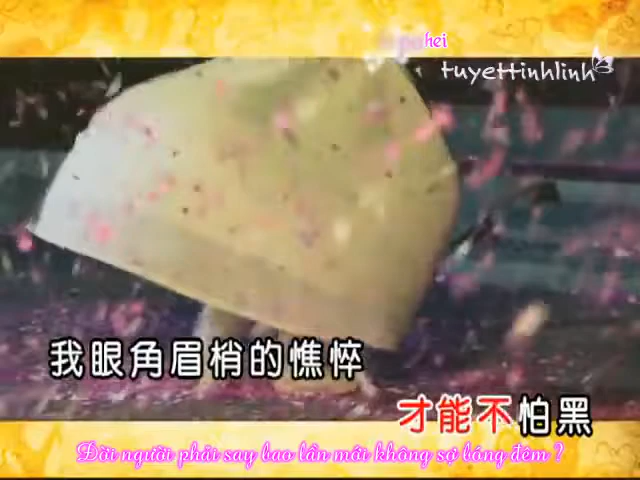 pa hei
tuyettinhlinh
我眼角眉梢的憔悴
才能不怕黑
Đời người phải say bao lần mới không sợ bóng đêm ?